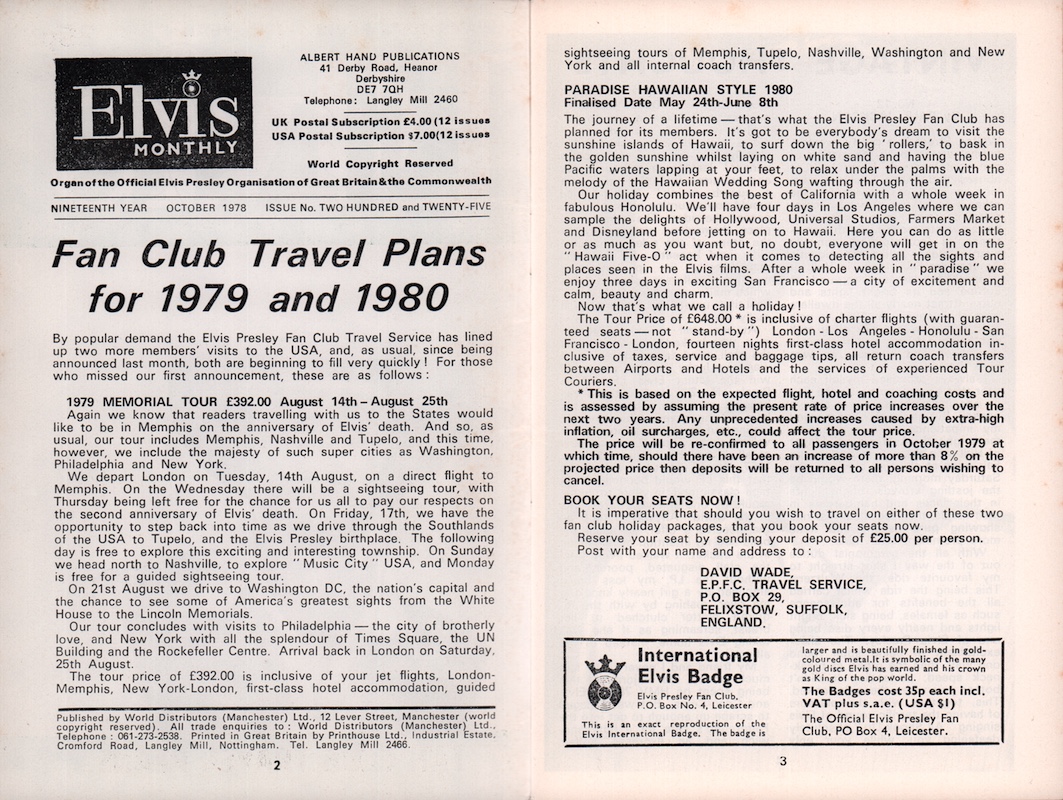 Elvis
MONTHLY
ALBERT HAND PUBLICATIONS
41 Derby Road, Heanor
Derbyshire
DE7 7QH
Telephone: Langley Mill 2460
UK Postal Subscription £4.00 (12 issues
USA Postal Subscription $7.00(12 issues
World Copyright Reserved
Organ of the Official Elvis Presley Organisation of Great Britain & the Commonwealth
NINETEENTH YEAR OCTOBER 1978 ISSUE No. TWO HUNDRED and TWENTY-FIVE
Fan Club Travel Plans
for 1979 and 1980
By popular demand the Elvis Presley Fan Club Travel Service has lined
up two more members' visits to the USA, and, as usual, since being
announced last month, both are beginning to fill very quickly! For those
who missed our first announcement, these are as follows:
1979 MEMORIAL TOUR £392.00 August 14th–August 25th
Again we know that readers travelling with us to the States would
like to be in Memphis on the anniversary of Elvis' death. And so, as
usual, our tour includes Memphis, Nashville and Tupelo, and this time,
however, we include the majesty of such super cities as Washington,
Philadelphia and New York.
We depart London on Tuesday, 14th August, on a direct flight to
Memphis. On the Wednesday there will be a sightseeing tour, with
Thursday being left free for the chance for us all to pay our respects on
the second anniversary of Elvis' death. On Friday, 17th, we have the
opportunity to step back into time as we drive through the Southlands
of the USA to Tupelo, and the Elvis Presley birthplace. The following
day is free to explore this exciting and interesting township. On Sunday
we head north to Nashville, to explore "Music City" USA, and Monday
is free for a guided sightseeing tour.
On 21st August we drive to Washington DC, the nation's capital and
the chance to see some of America's greatest sights from the White
House to the Lincoln Memorials.
Our tour concludes with visits to Philadelphia — the city of brotherly
love, and New York with all the splendour of Times Square, the UN
Building and the Rockefeller Centre. Arrival back in London on Saturday,
25th August.
The tour price of £392.00 is inclusive of your jet flights, London-
Memphis, New York-London, first-class hotel accommodation, guided
Published by World Distributors (Manchester) Ltd., 12 Lever Street, Manchester (world
copyright reserved). All trade enquiries to: World Distributors (Manchester) Ltd.,
Telephone: 061-273-2538. Printed in Great Britain by Printhouse Ltd., Industrial Estate.
Cromford Road, Langley Mill, Nottingham. Tel. Langley Mill 2466.
2
sightseeing tours of Memphis, Tupelo, Nashville, Washington and New
York and all internal coach transfers.
PARADISE HAWAIIAN STYLE 1980
Finalised Date May 24th-June 8th
The journey of a lifetime — that's what the Elvis Presley Fan Club has
planned for its members. It's got to be everybody's dream to visit the
sunshine islands of Hawaii, to surf down the big 'rollers,' to bask in
the golden sunshine whilst laying on white sand and having the blue
Pacific waters lapping at your feet, to relax under the palms with the
melody of the Hawaiian Wedding Song wafting through the air.
Our holiday combines the best of California with a whole week in
fabulous Honolulu. We'll have four days in Los Angeles where we can
sample the delights of Hollywood, Universal Studios, Farmers Market
and Disneyland before jetting on to Hawaii. Here you can do as little
or as much as you want but, no doubt, everyone will get in on the
"Hawaii Five-O" act when it comes to detecting all the sights and
places seen in the Elvis films. After a whole week in "paradise" we
enjoy three days in exciting San Francisco — a city of excitement and
calm, beauty and charm.
Now that's what we call a holiday!
The Tour Price of £648.00 * is inclusive of charter flights (with guaran-
teed seats — not "stand-by") London - Los Angeles - Honolulu - San
Francisco - London, fourteen nights first-class hotel accommodation in-
clusive of taxes, service and baggage tips, all return coach transfers
between Airports and Hotels and the services of experienced Tour
Couriers.
* This is based on the expected flight, hotel and coaching costs and
is assessed by assuming the present rate of price increases over the
next two years. Any unprecedented increases caused by extra-high
inflation, oil surcharges, etc., could affect the tour price.
The price will be re-confirmed to all passengers in October 1979 at
which time, should there have been an increase of more than 8% on the
projected price then deposits will be returned to all persons wishing to
cancel.
BOOK YOUR SEATS NOW!
It is imperative that should you wish to travel on either of these two
fan club holiday packages, that you book your seats now.
Reserve your seat by sending your deposit of £25.00 per person.
Post with your name and address to:
DAVID WADE,
E.P.F.C. TRAVEL SERVICE,
P.O. BOX 29,
FELIXSTOW, SUFFOLK,
ENGLAND.
International
Elvis Badge
Elvis Presley Fan Club.
P.O. Box No. 4, Leicester
This is an exact reproduction of the
Elvis International Badge. The badge is
larger and is beautifully finished in gold-
coloured metal.It is symbolic of the many
gold discs Elvis has earned and his crown
as King of the pop world.
The Badges cost 35p each incl.
VAT plus s.a.e. (USA $1)
The Official Elvis Presley Fan
Club, PO Box 4, Leicester.
3